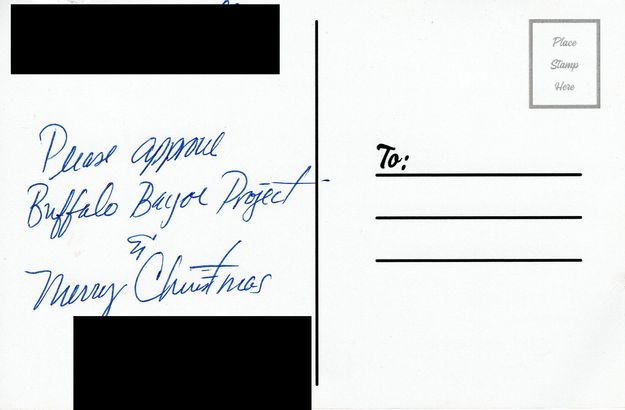 Please approve
Buffalo Bayou Project
&
Merry Christmas
Place
Stamp
Here
To: